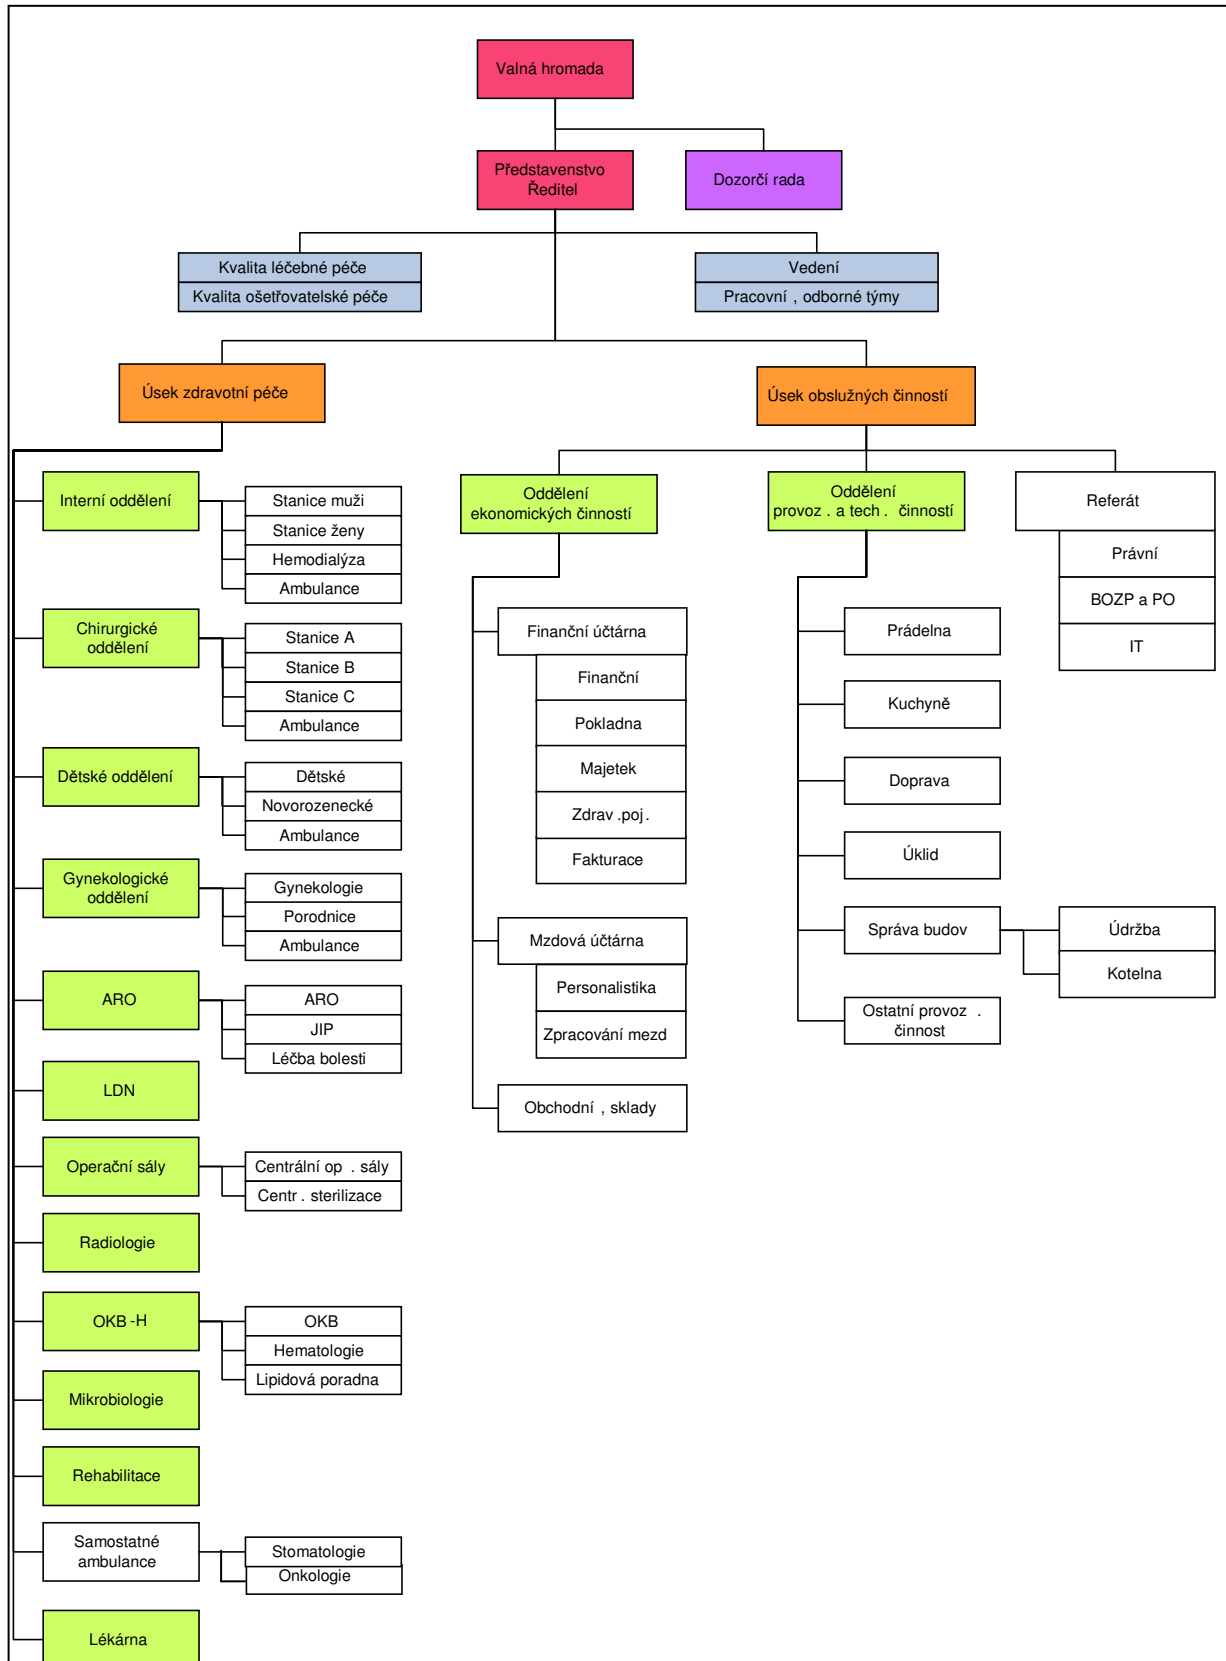 Valná hromada
Představenstvo
Ředitel
Dozorčí rada
Kvalita léčebné péče
Kvalita ošetřovatelské péče
Vedení
Pracovní , odborné týmy
Úsek zdravotní péče
Úsek obslužných činností
Interní oddělení
Stanice muži
Stanice ženy
Hemodialýza
Ambulance
Chirurgické
oddělení
Stanice A
Stanice B
Stanice C
Ambulance
Dětské oddělení
Dětské
Novorozenecké
Ambulance
Gynekologické
oddělení
Gynekologie
Porodnice
Ambulance
ARO
ARO
JIP
Léčba bolesti
LDN
Operační sály
Centrální op . sály
Centr . sterilizace
Radiologie
OKB -H
OKB
Hematologie
Lipidová poradna
Mikrobiologie
Rehabilitace
Samostatné
ambulance
Stomatologie
Onkologie
Lékárna
Oddělení
ekonomických činností
Finanční účtárna
Finanční
Pokladna
Majetek
Zdrav .poj .
Fakturace
Mzdová účtárna
Personalistika
Zpracování mezd
Obchodní , sklady
Oddělení
provoz . a tech . činností
Prádelna
Kuchyně
Doprava
Úklid
Správa budov
Údržba
Kotelna
Ostatní provoz .
činnost
Referát
Právní
BOZP a PO
IT